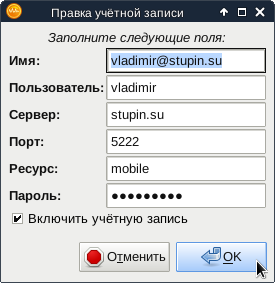 Правка учётной записи
Заполните следующие поля:
Имя: vladimir@stupin.su
Пользователь: vladimir
Сервер: stupin.su
Порт: 5222
Ресурс: mobile
Пароль: ●●●●●●●●●
Включить учётную запись
Отменить OK